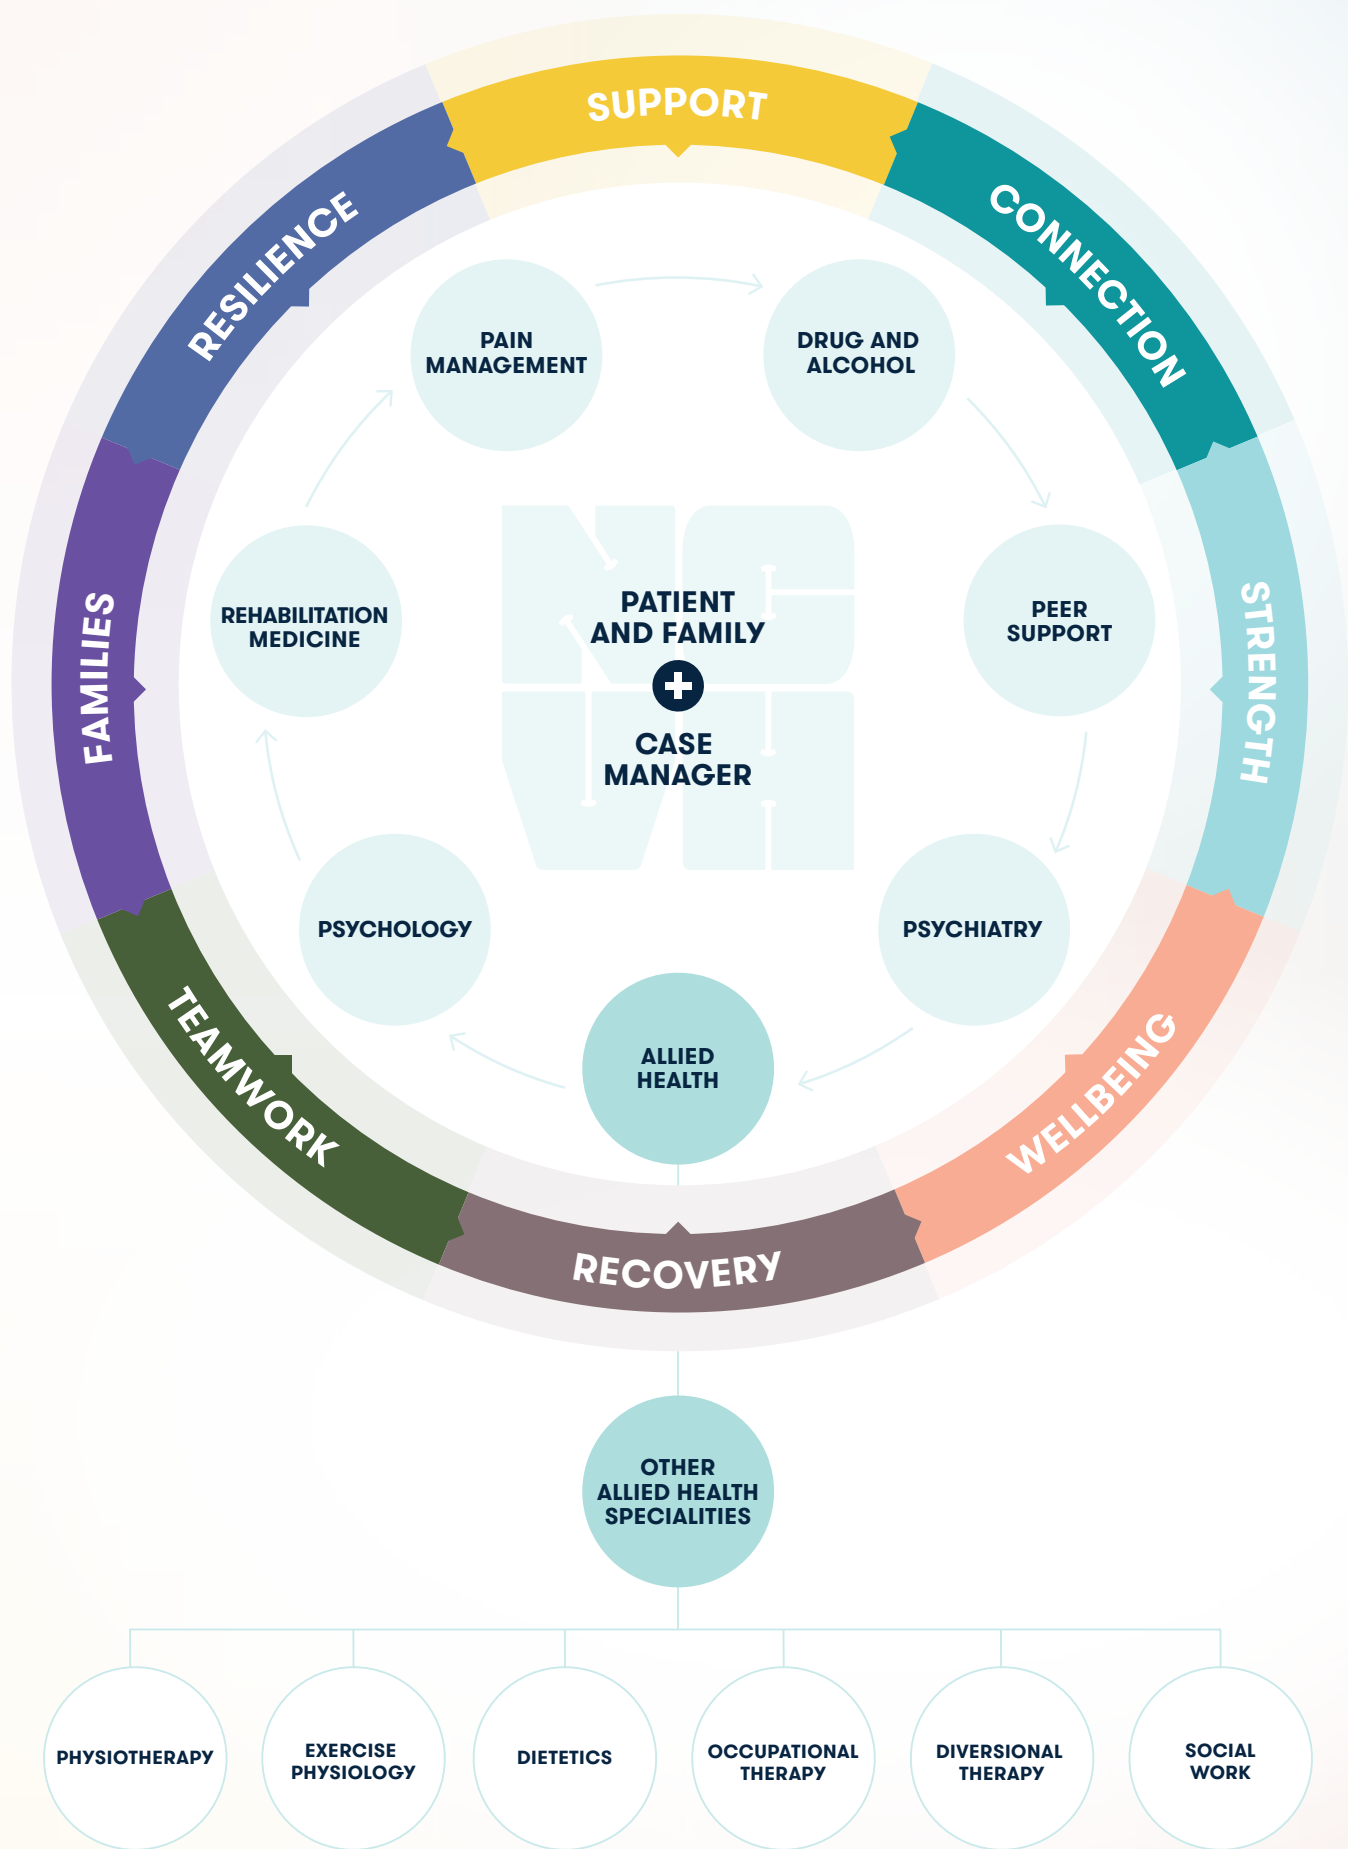 SUPPORT
CONNECTION
STRENGTH
WELLBEING
RECOVERY
TEAMWORK
FAMILIES
RESILIENCE
PAIN
MANAGEMENT
DRUG AND
ALCOHOL
PEER
SUPPORT
PSYCHIATRY
ALLIED
HEALTH
PSYCHOLOGY
REHABILITATION
MEDICINE
PATIENT
AND FAMILY
CASE
MANAGER
OTHER
ALLIED HEALTH
SPECIALITIES
PHYSIOTHERAPY
EXERCISE
PHYSIOLOGY
DIETETICS
OCCUPATIONAL
THERAPY
DIVERSIONAL
THERAPY
SOCIAL
WORK